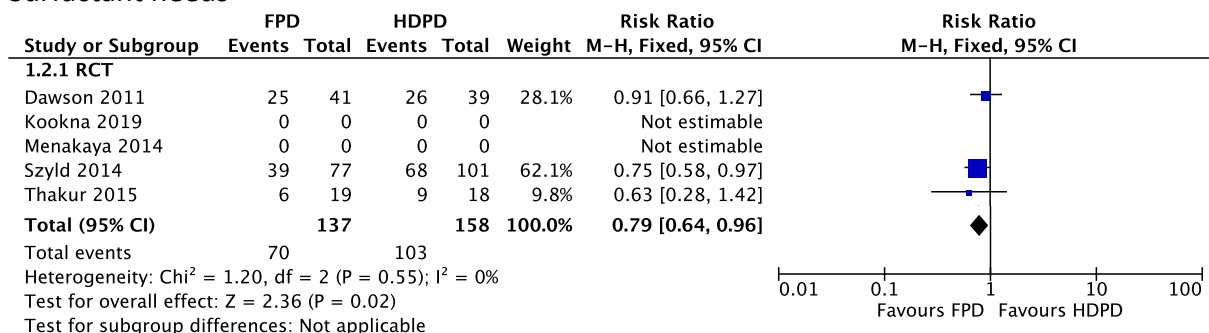 surfactant needs
FPD HDPD Risk Ratio Risk Ratio
Study or Subgroup Events Total Events Total Weight M-H, Fixed, 95% CI M-H, Fixed, 95% CI
1.2.1 RCT
Dawson 2011 25 41 26 39 28.1% 0.91 [0.66, 1.27]
Kookna 2019 0 0 0 0 Not estimable
Menakaya 2014 0 0 0 0 Not estimable
Szyld 2014 39 77 68 101 62.1% 0.75 [0.58, 0.97]
Thakur 2015 6 19 9 18 9.8% 0.63 [0.28, 1.42]
Total (95% CI) 137 158 100.0% 0.79 [0.64, 0.96]
Total events 70 103
Heterogeneity: Chi² = 1.20, df = 2 (P = 0.55); I² = 0%
Test for overall effect: Z = 2.36 (P = 0.02)
Test for subgroup differences: Not applicable
0.01 0.1 1 10 100
Favours FPD Favours HDPD